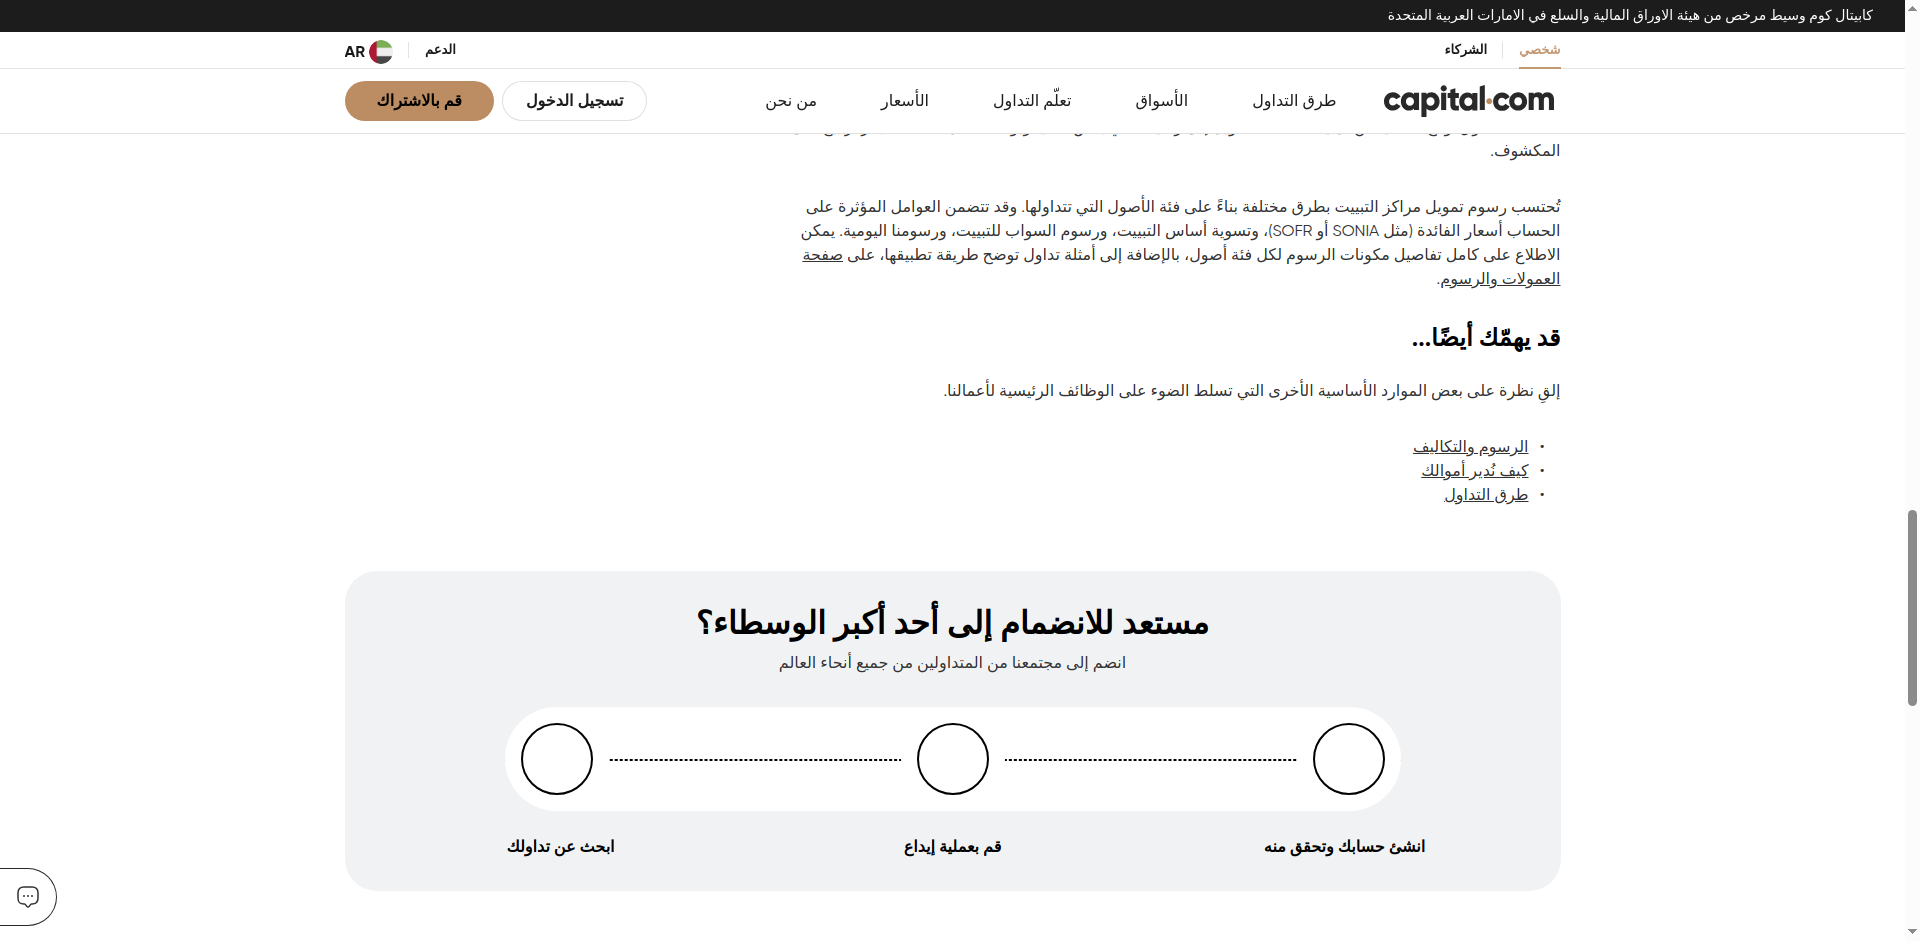 كابيتال كوم وسيط مرخص من هيئة الاوراق المالية والسلع في الامارات العربية المتحدة
شخصي
الشركاء
الدعم
AR
capital.com
طرق التداول
الأسواق
تعلّم التداول
الأسعار
من نحن
تسجيل الدخول
قم بالاشتراك
المكشوف.
تُحتسب رسوم تمويل مراكز التبييت بطرق مختلفة بناءً على فئة الأصول التي تتداولها. وقد تتضمن العوامل المؤثرة على
الحساب أسعار الفائدة (مثل SONIA أو SOFR)، وتسوية أساس التبييت، ورسوم السواب للتبييت، ورسومنا اليومية. يمكن
الاطلاع على كامل تفاصيل مكونات الرسوم لكل فئة أصول، بالإضافة إلى أمثلة تداول توضح طريقة تطبيقها، على صفحة
العمولات والرسوم.
قد يهمّك أيضًا...
إلقِ نظرة على بعض الموارد الأساسية الأخرى التي تسلط الضوء على الوظائف الرئيسية لأعمالنا.
• الرسوم والتكاليف
• كيف نُدير أموالك
• طرق التداول
مستعد للانضمام إلى أحد أكبر الوسطاء؟
انضم إلى مجتمعنا من المتداولين من جميع أنحاء العالم
انشئ حسابك وتحقق منه
قم بعملية إيداع
ابحث عن تداولك